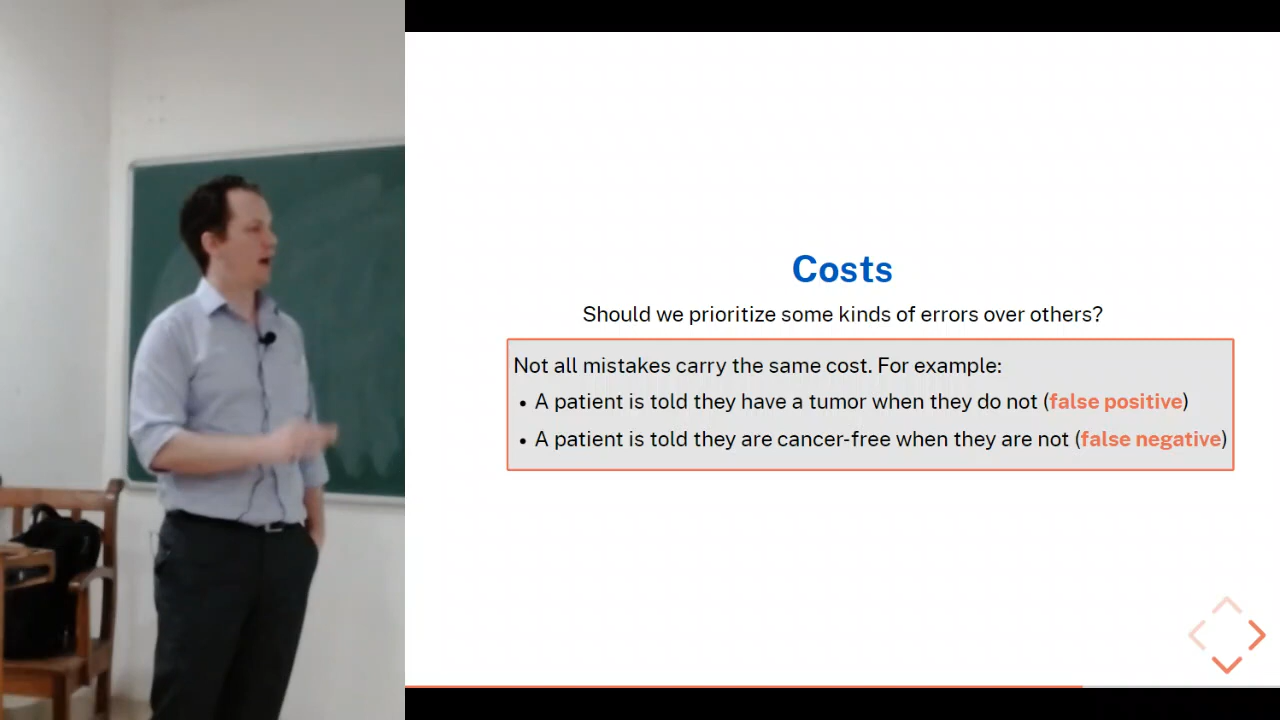 Costs
Should we prioritize some kinds of errors over others?
Not all mistakes carry the same cost. For example:
• A patient is told they have a tumor when they do not (false positive)
• A patient is told they are cancer-free when they are not (false negative)